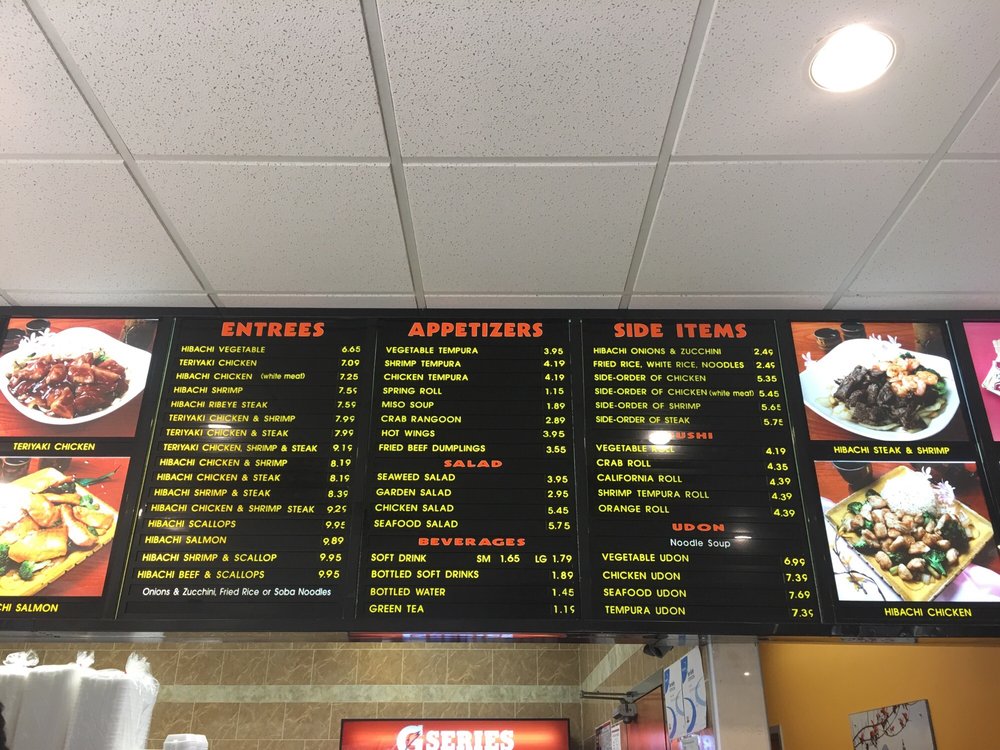 ENTREES
HIBACHI VEGETABLE 6.65
TERIYAKI CHICKEN 7.09
HIBACHI CHICKEN (white meat) 7.25
HIBACHI SHRIMP 7.59
HIBACHI RIBEYE STEAK 7.59
TERIYAKI CHICKEN & SHRIMP 7.99
TERIYAKI CHICKEN & STEAK 7.99
TERIYAKI CHICKEN, SHRIMP & STEAK 9.19
HIBACHI CHICKEN & SHRIMP 8.19
HIBACHI CHICKEN & STEAK 8.19
HIBACHI SHRIMP & STEAK 8.39
HIBACHI CHICKEN & SHRIMP STEAK 9.29
HIBACHI SCALLOPS 9.95
HIBACHI SALMON 9.89
HIBACHI SHRIMP & SCALLOP 9.95
HIBACHI BEEF & SCALLOPS 9.95
Onions & Zucchini, Fried Rice or Soba Noodles
APPETIZERS
VEGETABLE TEMPURA 3.95
SHRIMP TEMPURA 4.19
CHICKEN TEMPURA 4.19
SPRING ROLL 1.15
MISO SOUP 1.89
CRAB RANGOON 2.89
HOT WINGS 3.95
FRIED BEEF DUMPLINGS 3.55
SALAD
SEAWEED SALAD 3.95
GARDEN SALAD 2.95
CHICKEN SALAD 5.45
SEAFOOD SALAD 5.75
BEVERAGES
SOFT DRINK SM 1.65 LG 1.79
BOTTLED SOFT DRINKS 1.89
BOTTLED WATER 1.45
GREEN TEA 1.19
SIDE ITEMS
HIBACHI ONIONS & ZUCCHINI 2.49
FRIED RICE, WHITE RICE, NOODLES 2.49
SIDE-ORDER OF CHICKEN 5.35
SIDE-ORDER OF CHICKEN (white meat) 5.45
SIDE-ORDER OF SHRIMP 5.65
SIDE-ORDER OF STEAK 5.75
SUSHI
VEGETABLE ROLL 4.19
CRAB ROLL 4.35
CALIFORNIA ROLL 4.39
SHRIMP TEMPURA ROLL 4.39
ORANGE ROLL 4.39
UDON
Noodle Soup
VEGETABLE UDON 6.99
CHICKEN UDON 7.39
SEAFOOD UDON 7.69
TEMPURA UDON 7.39
TERIYAKI CHICKEN
CHI SALMON
HIBACHI STEAK & SHRIMP
HIBACHI CHICKEN
G SERIES